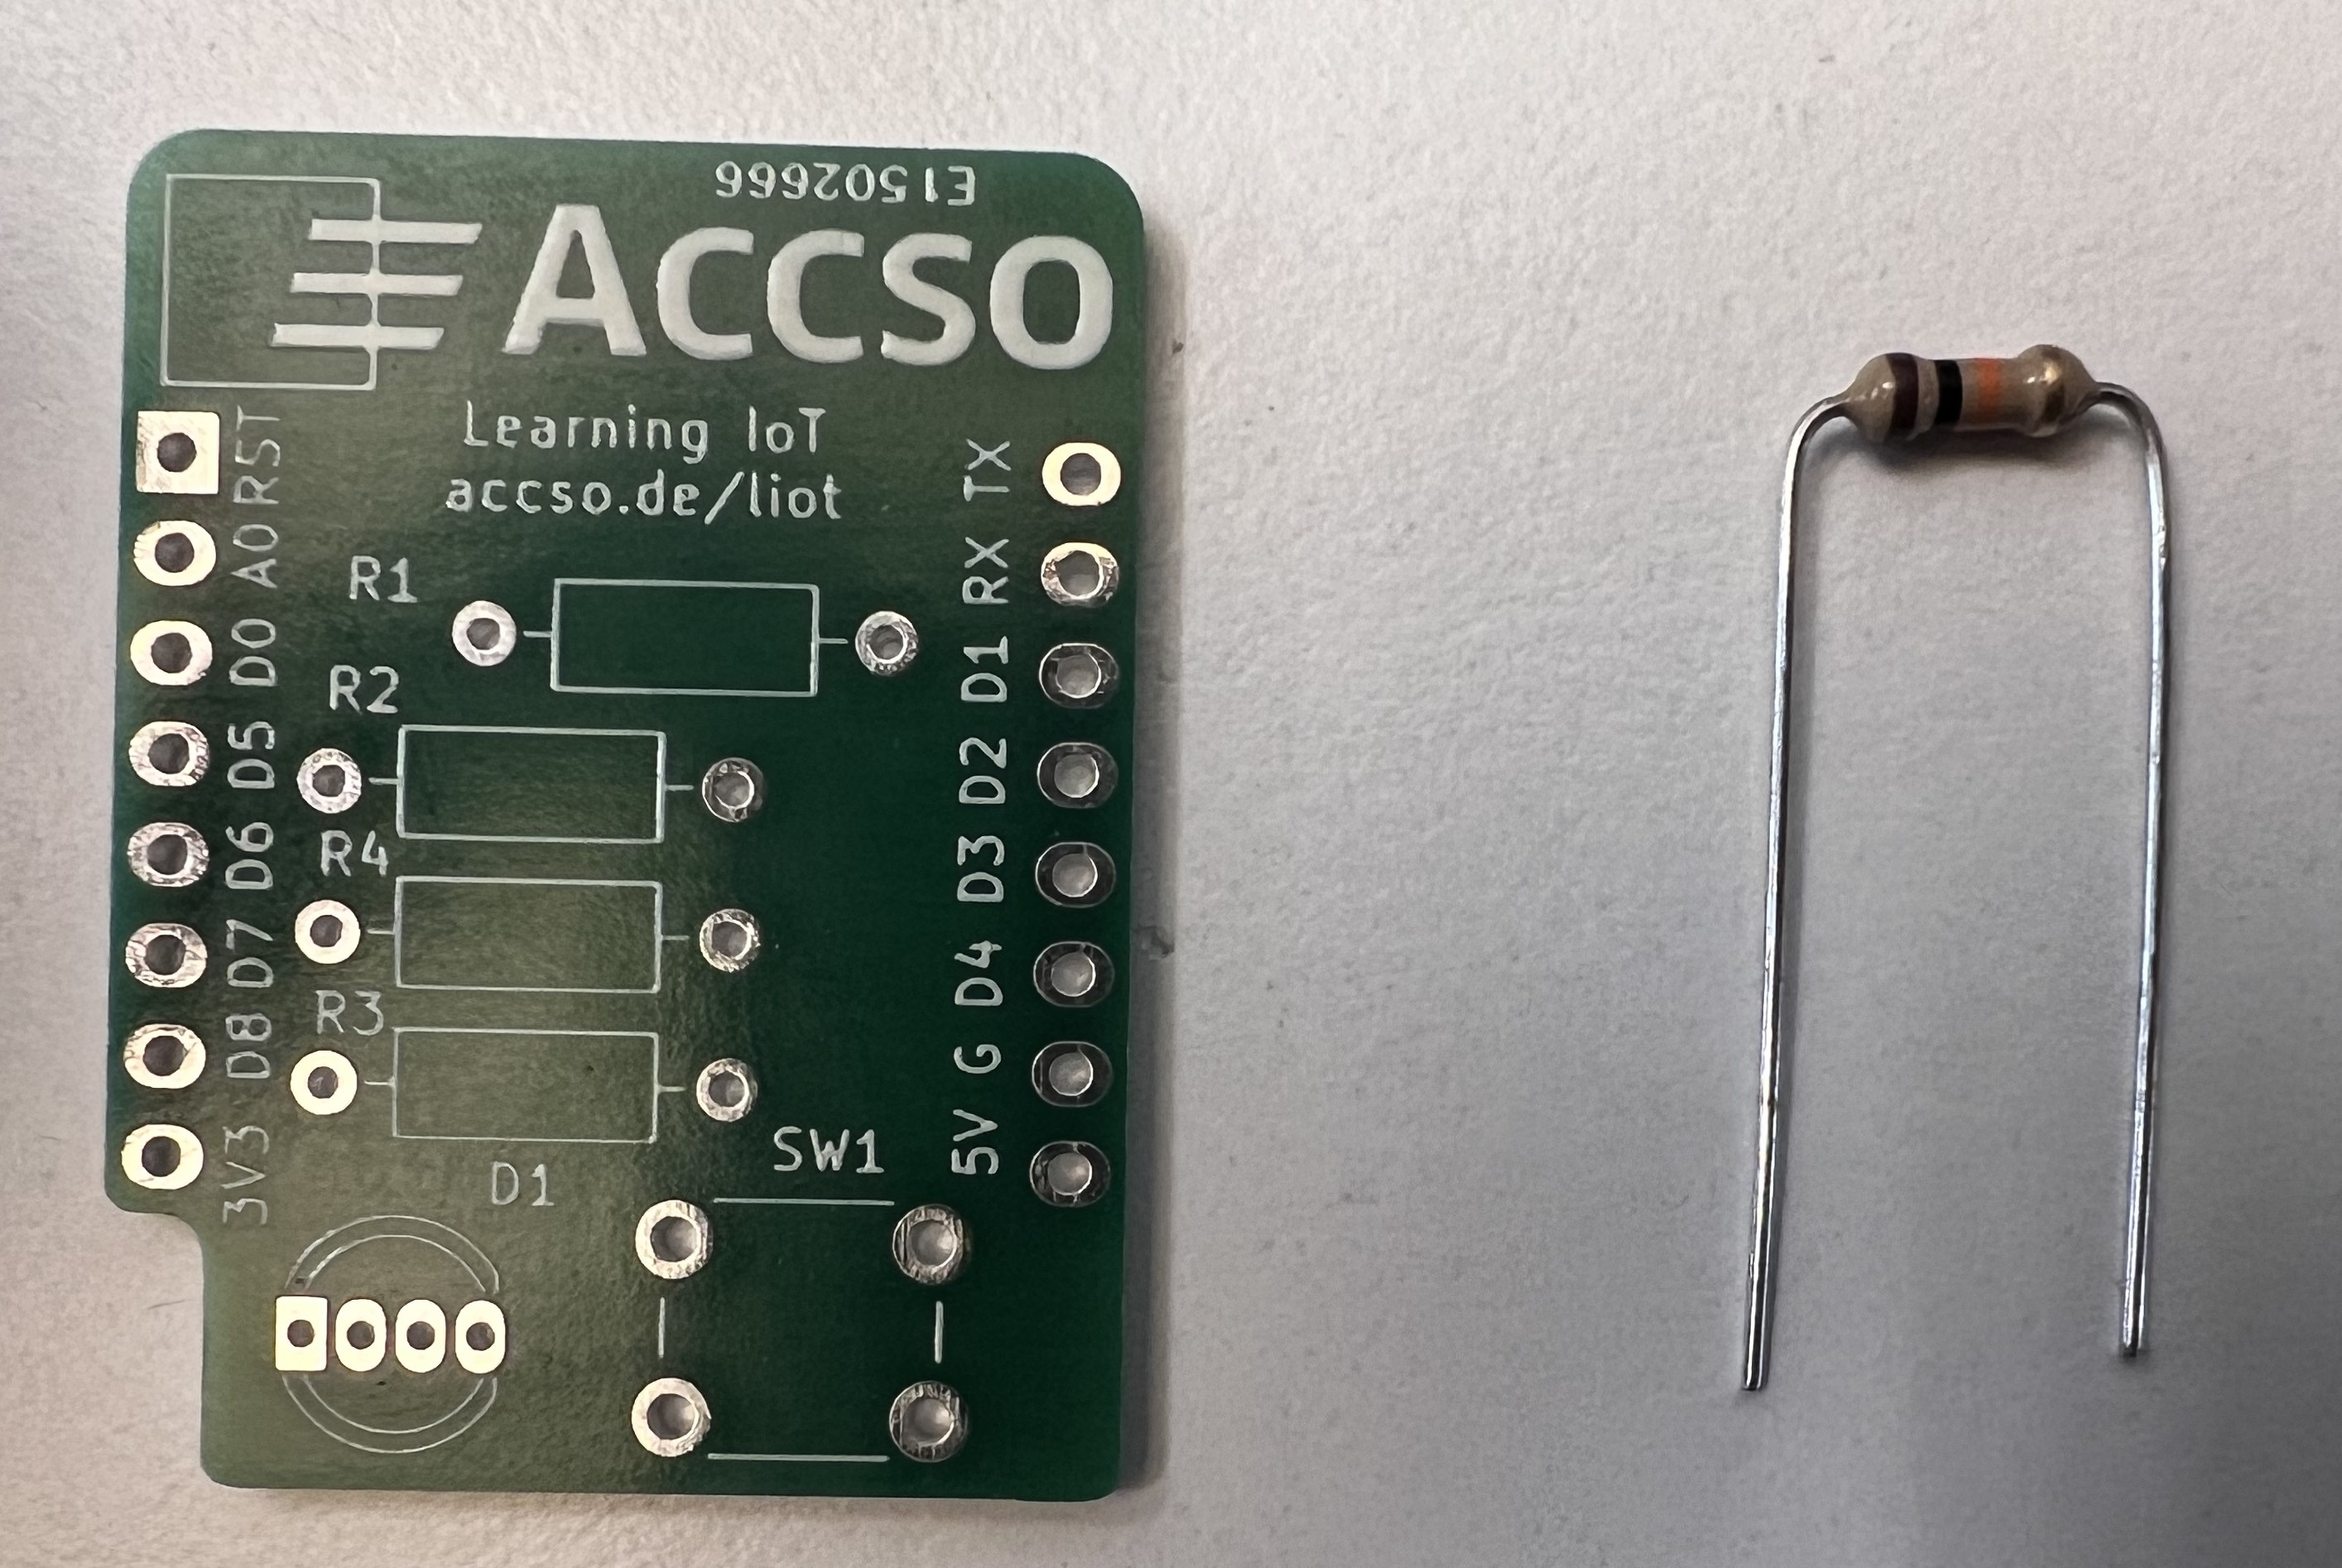 E1502666
ACCSO
Learning IoT
accso.de/liot
RST
A0
D0
D5
D6
D7
D8
3V3
R1
R2
R4
R3
D1
SW1
TX
RX
D1
D2
D3
D4
G
5V